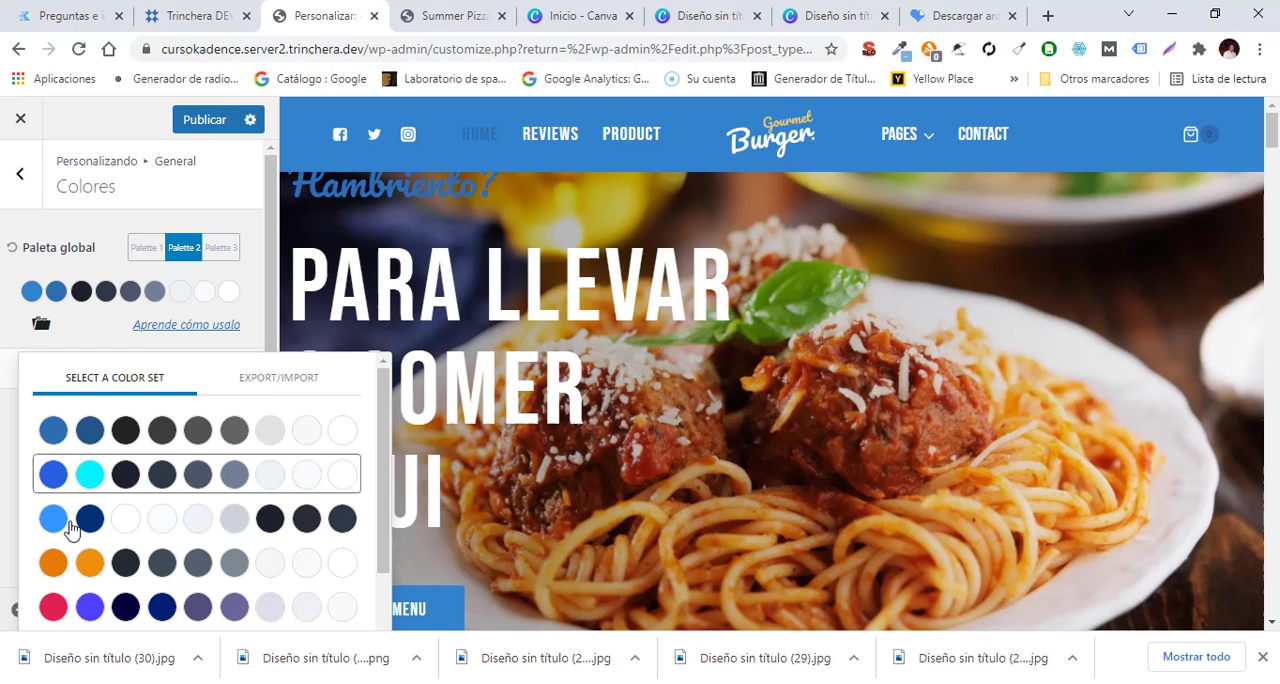 Preguntas e i
Trinchera DE
Personalizar:
Summer Pizz
Inicio - Canva
Diseño sin tít
Diseño sin tít
Descargar arc
cursokadence.server2.trinchera.dev/wp-admin/customize.php?return=%2Fwp-admin%2Fedit.php%3Fpost_type...
Aplicaciones
Generador de radio...
Catálogo : Google
Laboratorio de spa...
Google Analytics: G...
Su cuenta
Generador de Títul...
Yellow Place
»
Otros marcadores
Lista de lectura
Publicar
Personalizando ▸ General
Colores
Paleta global
Palette 1
Palette 2
Palette 3
Aprende cómo usalo
SELECT A COLOR SET
EXPORT/IMPORT
HOME
REVIEWS
PRODUCT
Gourmet
Burger.
PAGES
CONTACT
0
Hambriento?
PARA LLEVAR
OMER
UI
MENU
Diseño sin título (30).jpg
Diseño sin título (....png
Diseño sin título (2....jpg
Diseño sin título (29).jpg
Diseño sin título (2....jpg
Mostrar todo